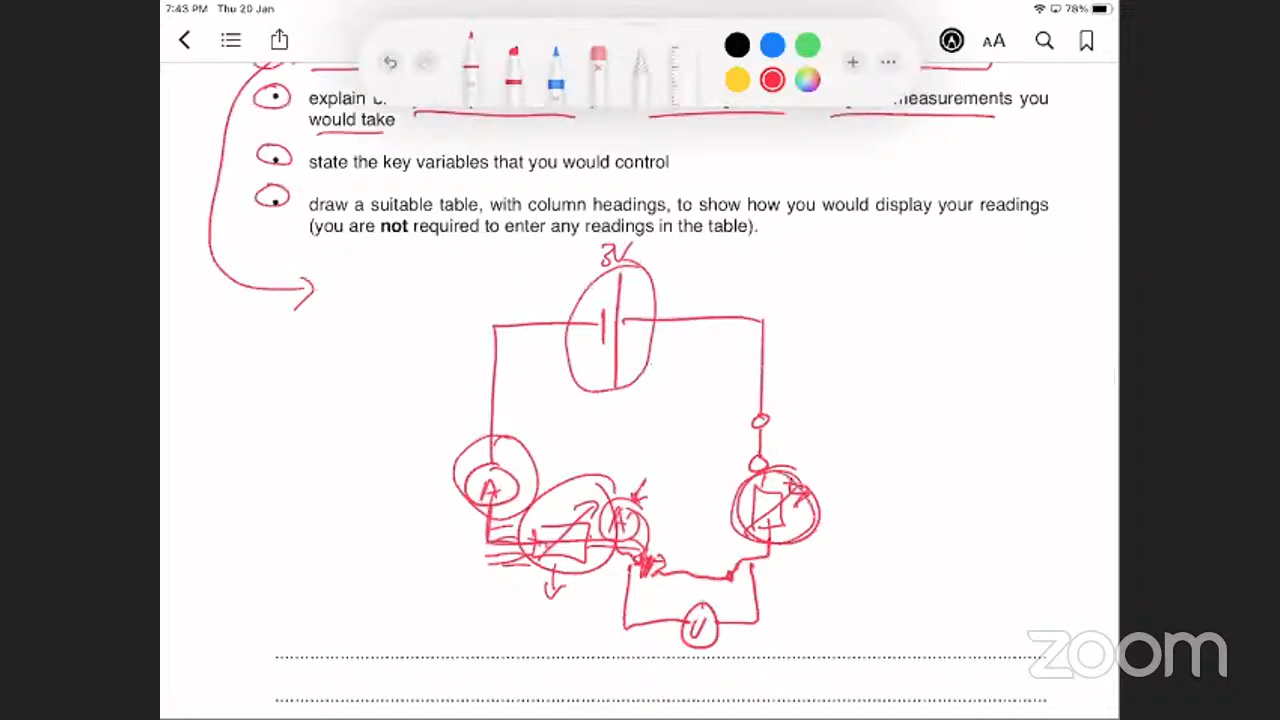 7:43 PM Thu 20 Jan
78%
AA
explain measurements you
would take
state the key variables that you would control
draw a suitable table, with column headings, to show how you would display your readings
(you are not required to enter any readings in the table).
3V
A
A
V
zoom